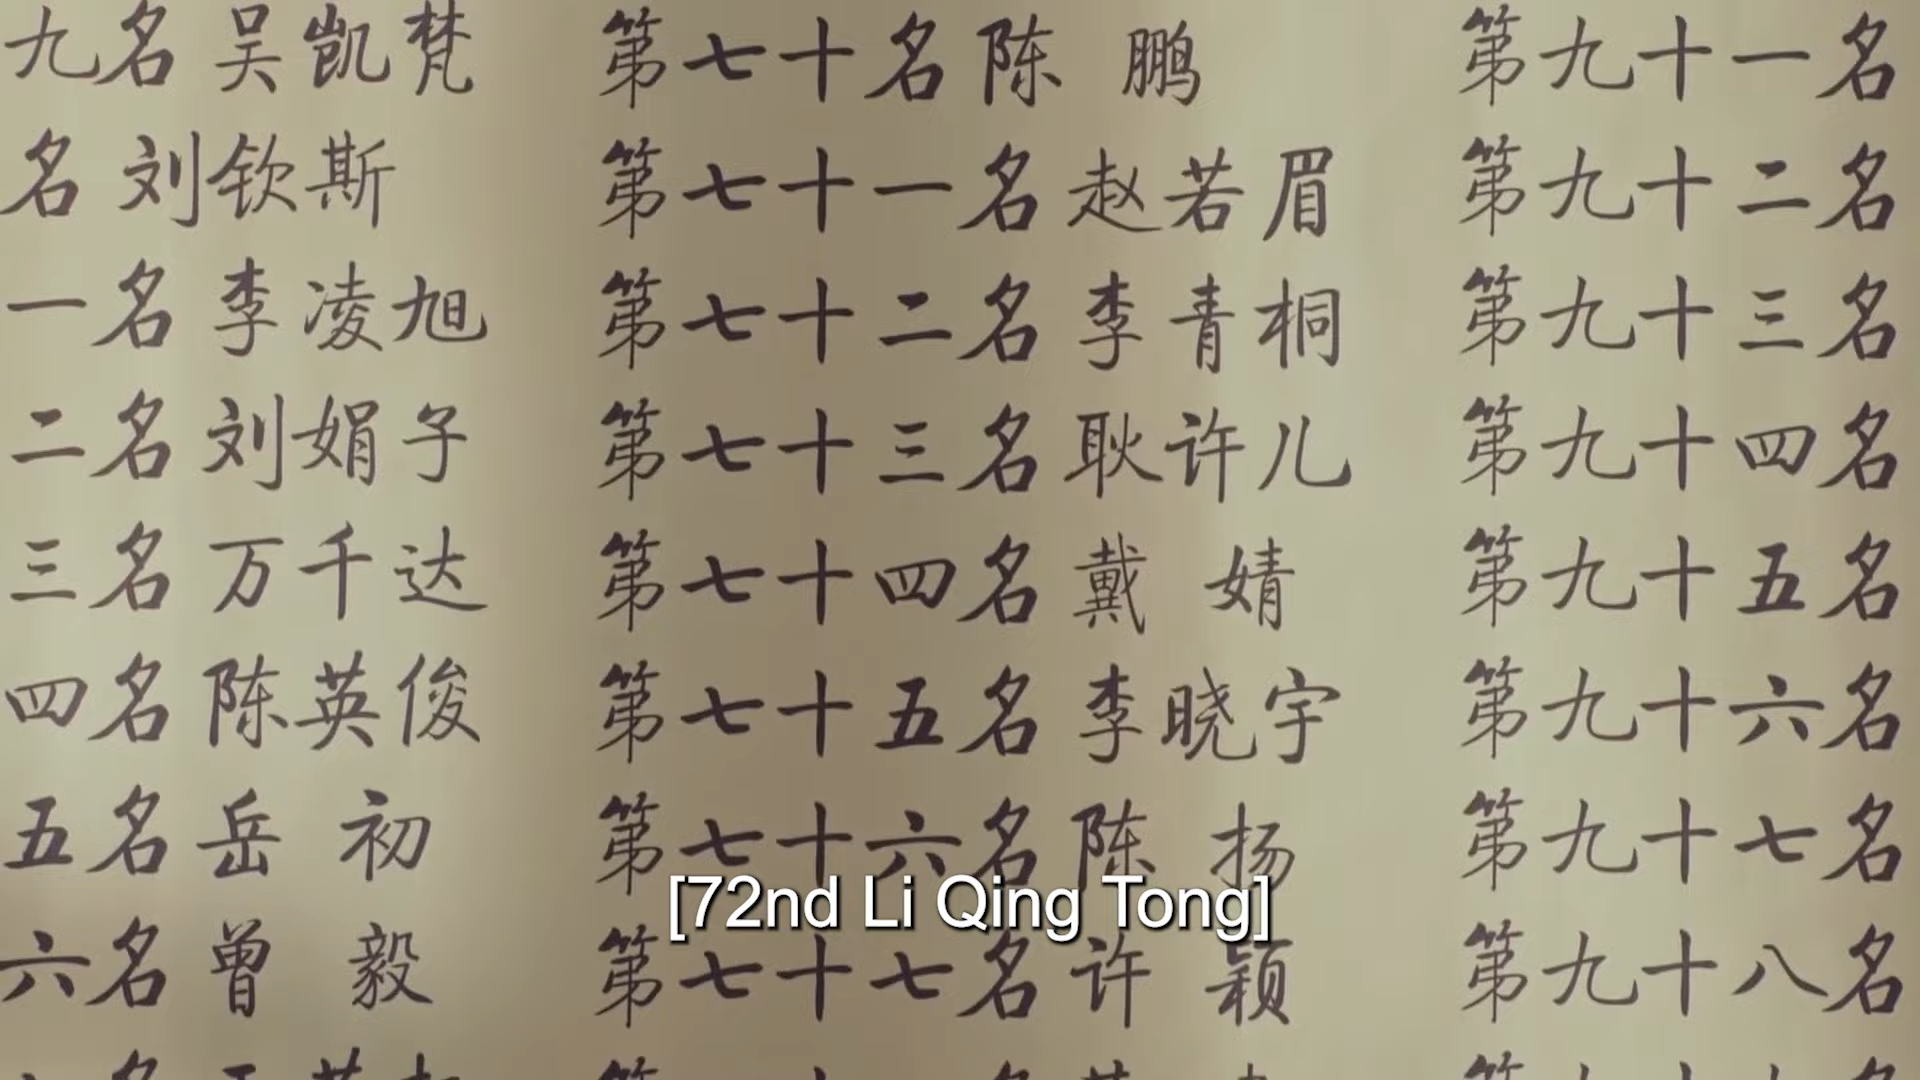 九名 吴凯梵
名 刘钦斯
一名 李凌旭
二名 刘娟子
三名 万千达
四名 陈英俊
五名 岳 初
六名 曾 毅
第七十名 陈 鹏
第七十一名 赵若眉
第七十二名 李青桐
第七十三名 耿许儿
第七十四名 戴 婧
第七十五名 李晓宇
第七十六名 陈 扬
第七十七名 许 颖
第九十一名
第九十二名
第九十三名
第九十四名
第九十五名
第九十六名
第九十七名
第九十八名
[72nd Li Qing Tong]